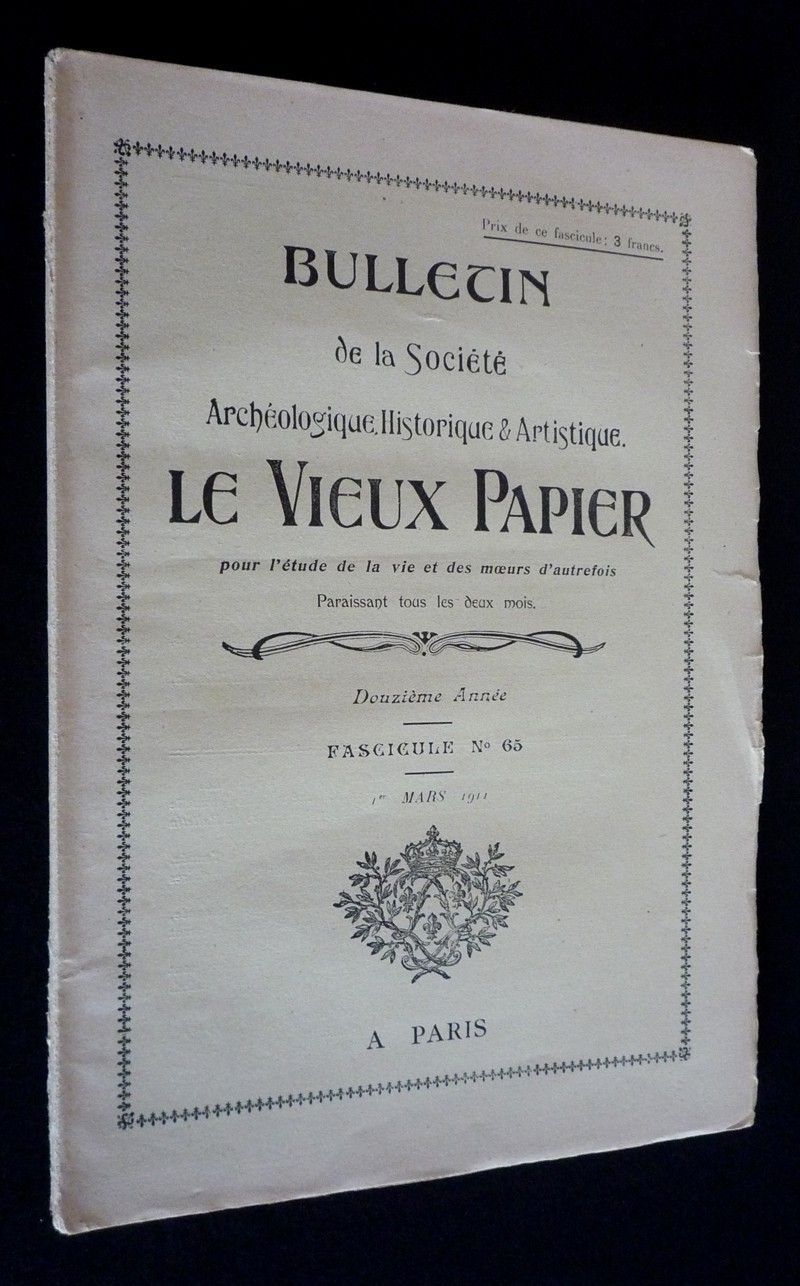 Prix de ce fascicule: 3 francs.
BULLETIN
de la Société
Archéologique, Historique & Artistique.
LE VIEUX PAPIER
pour l'étude de la vie et des mœurs d'autrefois
Paraissant tous les deux mois.
Douzième Année
FASCICULE Nº 65
1er MARS 1911
A PARIS